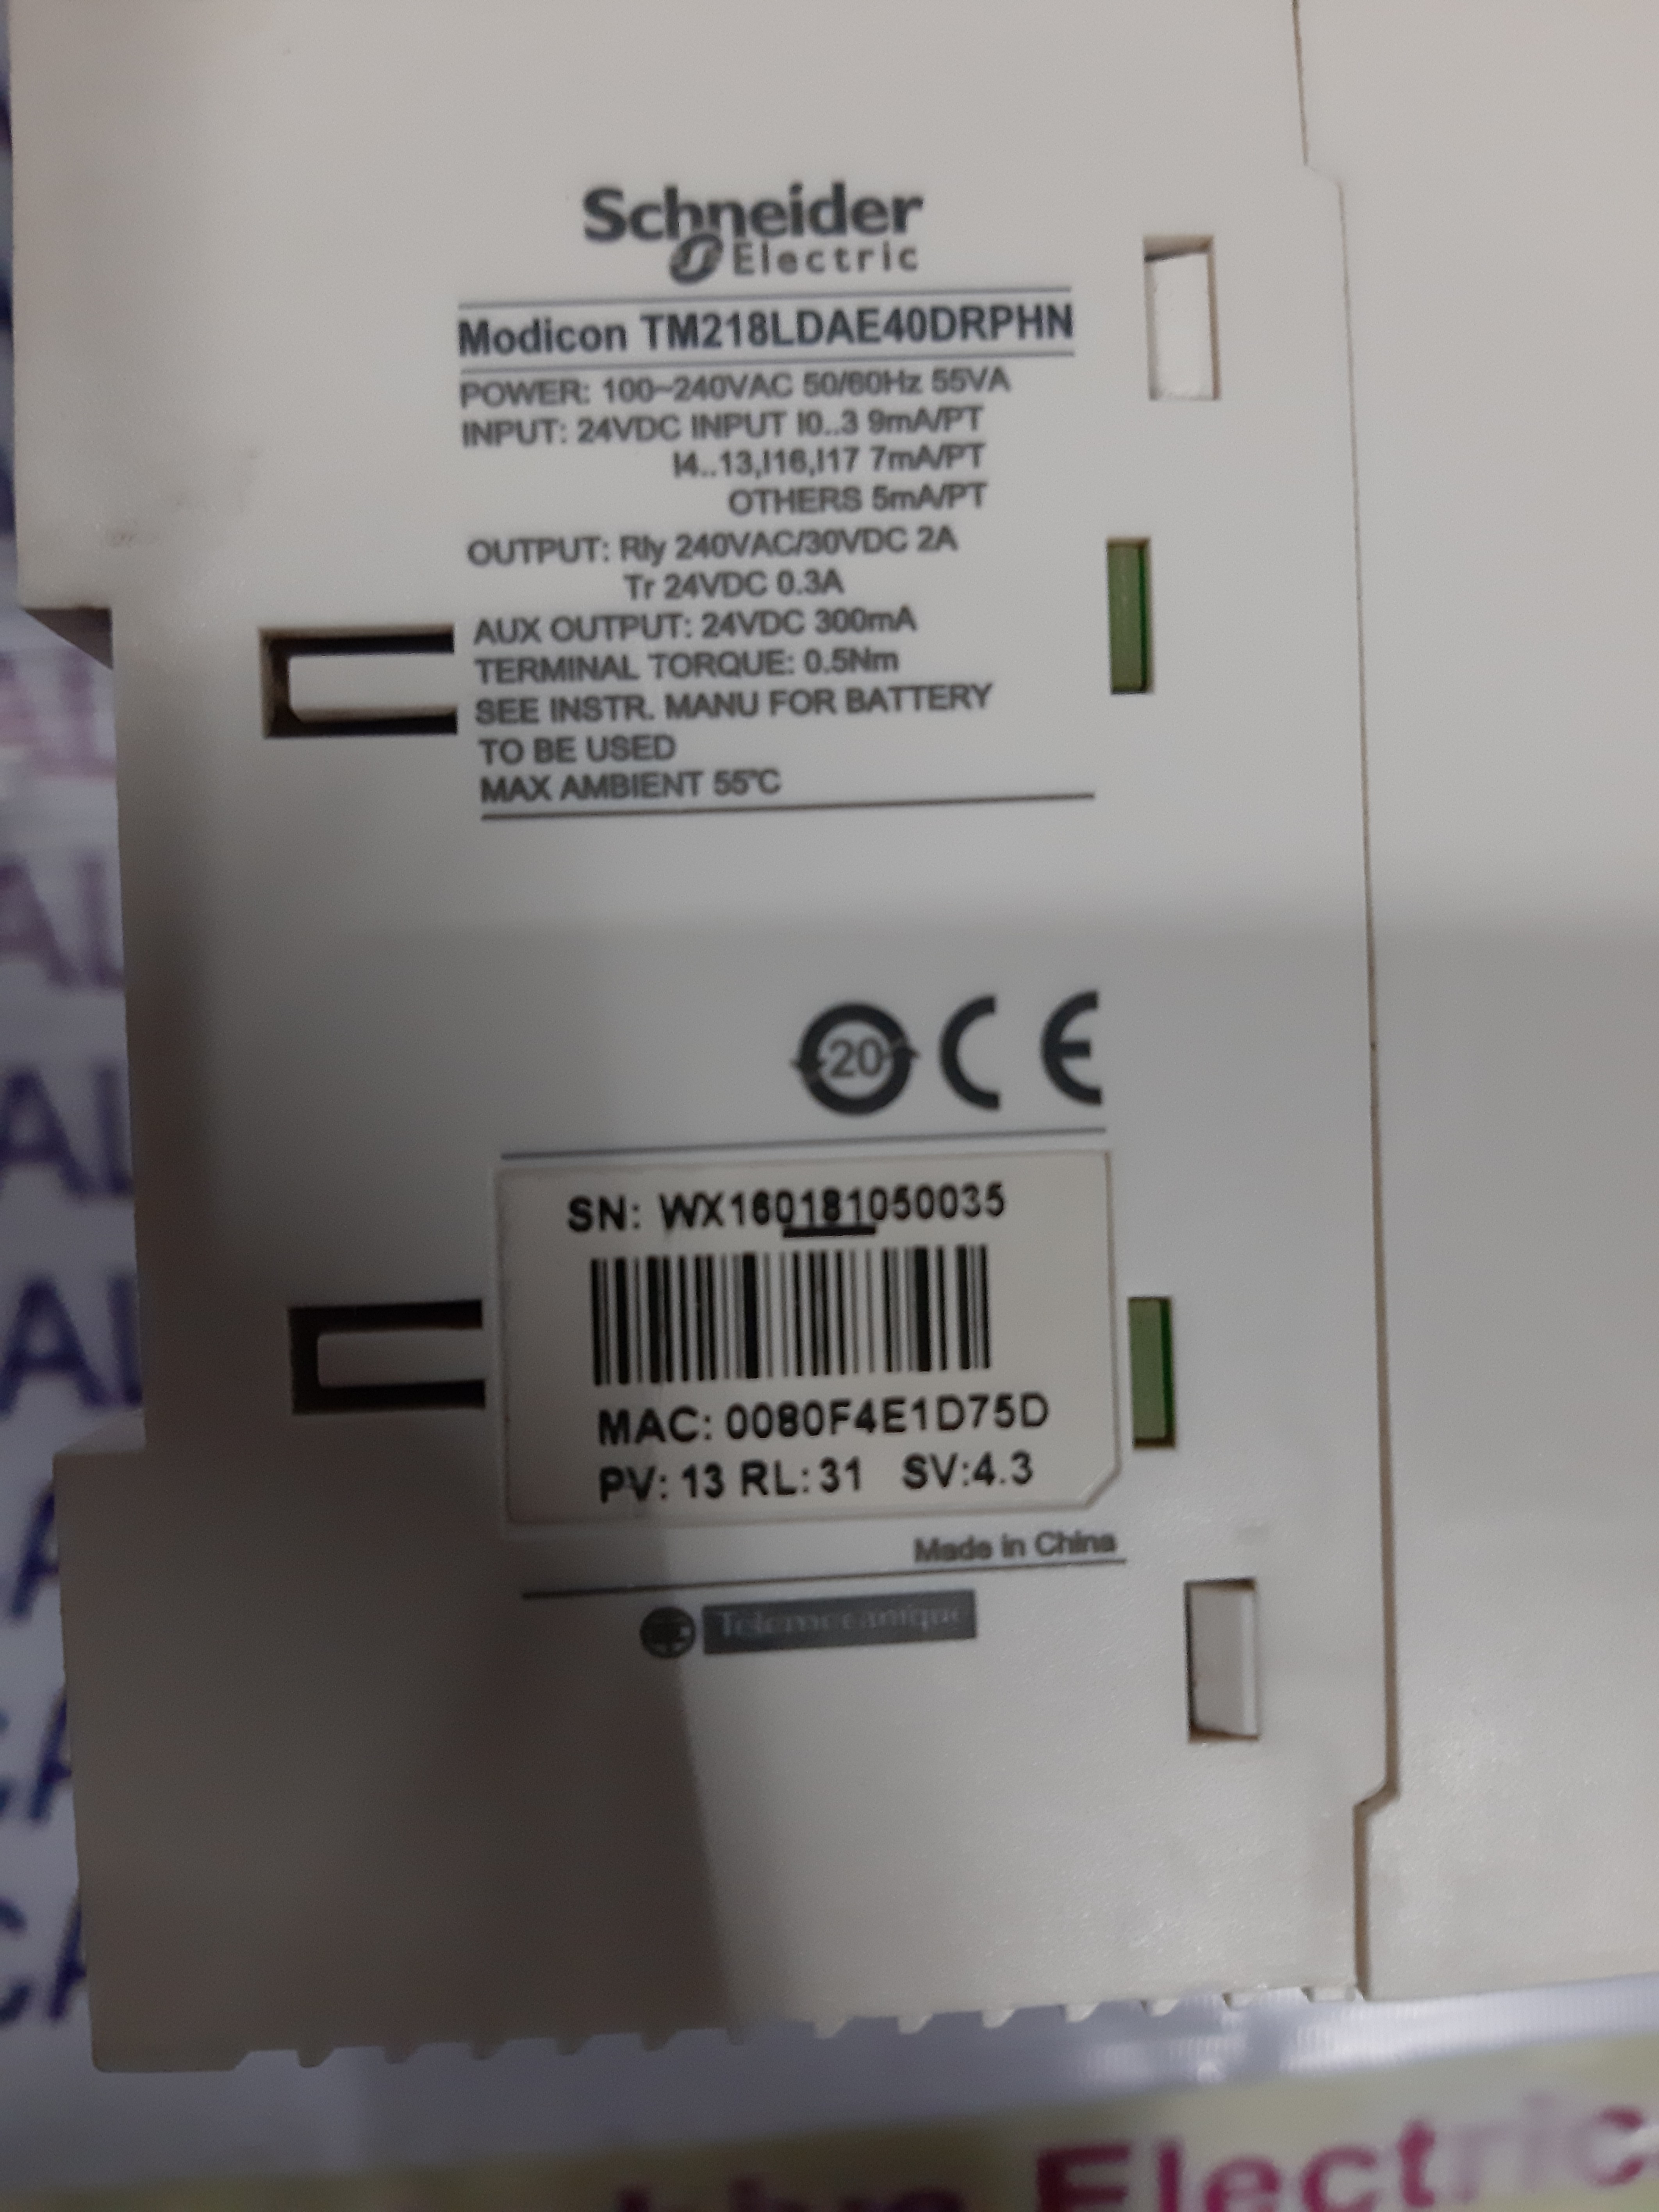 Schneider
Electric
Modicon TM218LDAE40DRPHN
POWER: 100~240VAC 50/60Hz 55VA
INPUT: 24VDC INPUT I0..3 9mA/PT
I4..13,I16,I17 7mA/PT
OTHERS 5mA/PT
OUTPUT: Rly 240VAC/30VDC 2A
Tr 24VDC 0.3A
AUX OUTPUT: 24VDC 300mA
TERMINAL TORQUE: 0.5Nm
SEE INSTR. MANU FOR BATTERY
TO BE USED
MAX AMBIENT 55°C
20 CE
SN: WX160181050035
MAC: 0080F4E1D75D
PV: 13 RL: 31 SV:4.3
Made in China
Telemecanique
Electric